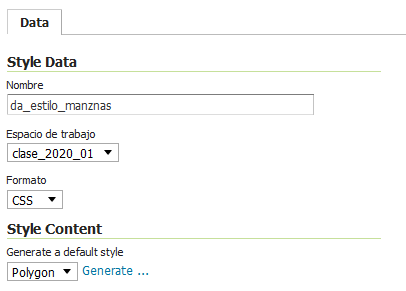 Data
Style Data
Nombre
da_estilo_manznas
Espacio de trabajo
clase_2020_01
Formato
CSS
Style Content
Generate a default style
Polygon Generate ...